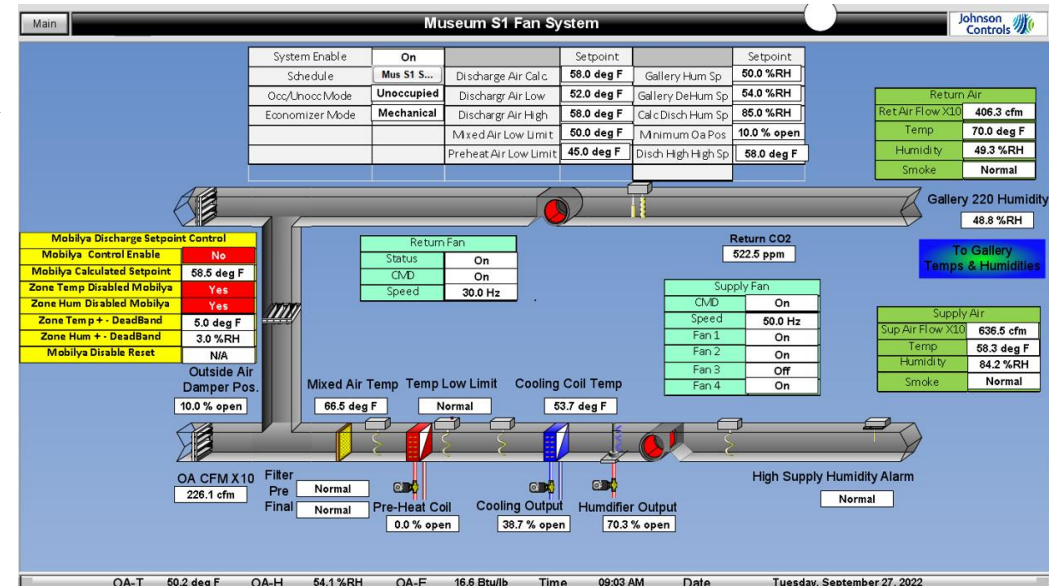 Main
Museum S1 Fan System
Johnson Controls
Setpoint Setpoint
System Enable On
Schedule Mus S1 S... Discharge Air Calc. 58.0 deg F Gallery Hum Sp 50.0 %RH
Occ/Unocc Mode Unoccupied Dischargr Air Low 52.0 deg F Gallery DeHum Sp 54.0 %RH
Economizer Mode Mechanical Dischargr Air High 58.0 deg F Calc Disch Hum Sp 85.0 %RH
Mixed Air Low Limit 50.0 deg F Minimum Oa Pos 10.0 % open
Preheat Air Low Limit 45.0 deg F Disch High High Sp 58.0 deg F
Return Air
Ret Air Flow X10 406.3 cfm
Temp 70.0 deg F
Humidity 49.3 %RH
Smoke Normal
Gallery 220 Humidity
48.8 %RH
Mobilya Discharge Setpoint Control
Mobilya Control Enable No
Mobilya Calculated Setpoint 58.5 deg F
Zone Temp Disabled Mobilya Yes
Zone Hum Disabled Mobilya Yes
Zone Temp + - DeadBand 5.0 deg F
Zone Hum + - DeadBand 3.0 %RH
Mobilya Disable Reset N/A
Return Fan
Status On
CMD On
Speed 30.0 Hz
Return CO2
522.5 ppm
To Gallery
Temps & Humidities
Supply Fan
CMD On
Speed 50.0 Hz
Fan 1 On
Fan 2 On
Fan 3 Off
Fan 4 On
Supply Air
Sup Air Flow X10 636.5 cfm
Temp 58.3 deg F
Humidity 84.2 %RH
Smoke Normal
Outside Air
Damper Pos.
10.0 % open
Mixed Air Temp Temp Low Limit Cooling Coil Temp
66.5 deg F Normal 53.7 deg F
OA CFM X10
226.1 cfm
Filter
Pre Normal
Final Normal
Pre-Heat Coil
0.0 % open
Cooling Output
38.7 % open
Humdifier Output
70.3 % open
High Supply Humidity Alarm
Normal
OA-T 50.2 deg F OA-H 54.1 %RH OA-E 16.6 Btu/lb Time 09:03 AM Date Tuesday, September 27, 2022